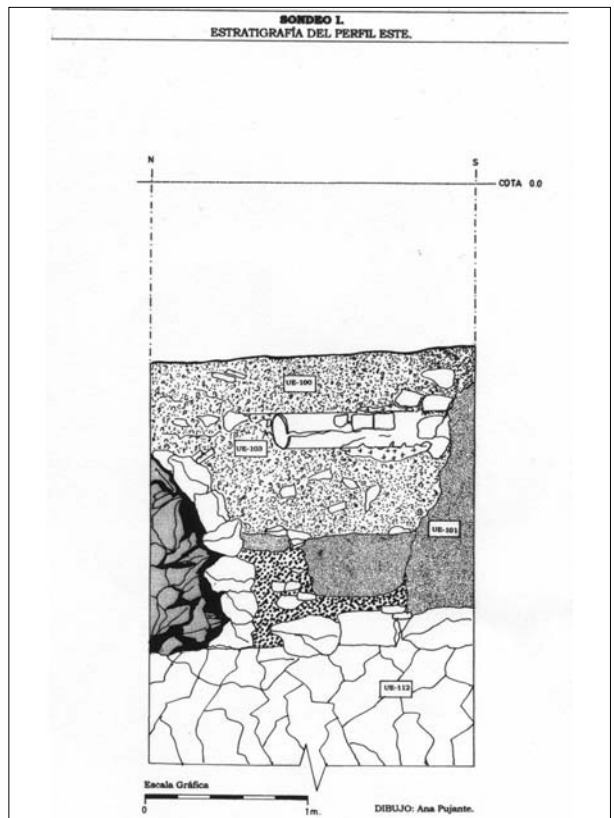 SONDEO I.
ESTRATIGRAFÍA DEL PERFIL ESTE.
N
S
COTA 0.0
UE-100
UE-103
UE-101
UE-112
Escala Gráfica
0
1m.
DIBUJO: Ana Pujante.